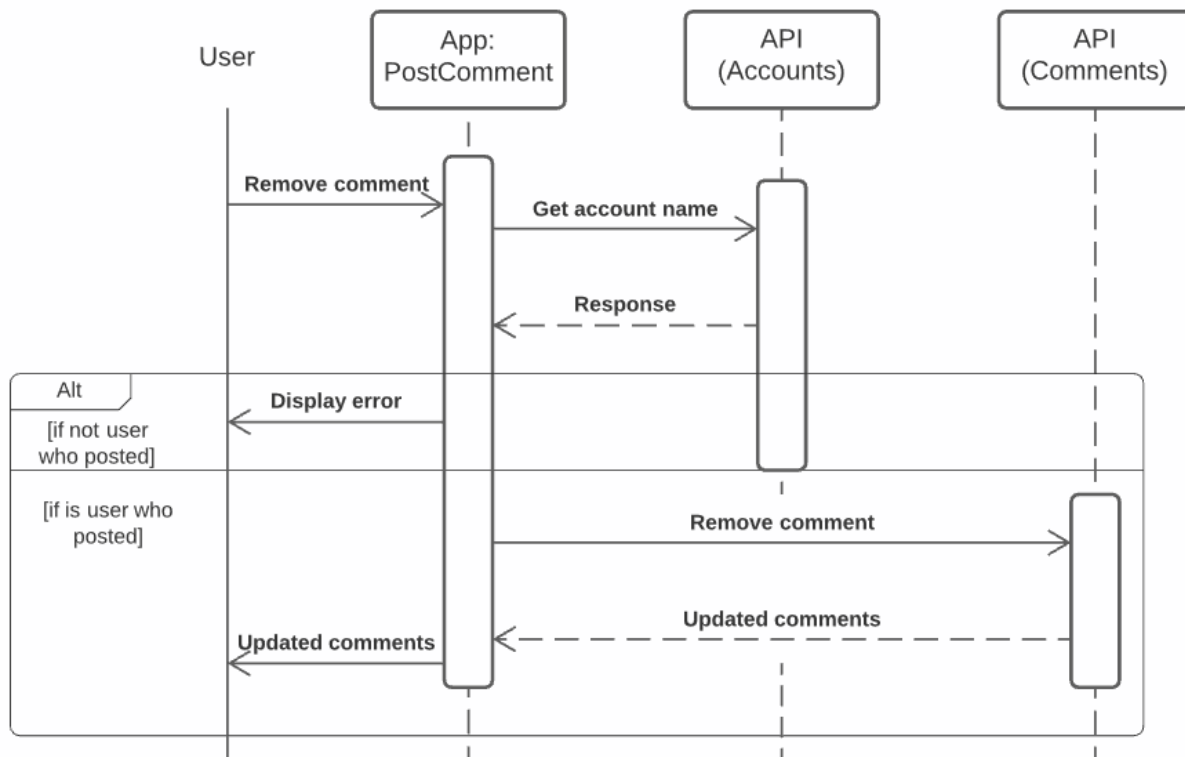 User
App:
PostComment
API
(Accounts)
API
(Comments)
Remove comment
Get account name
Response
Alt
Display error
[if not user
who posted]
[if is user who
posted]
Remove comment
Updated comments
Updated comments